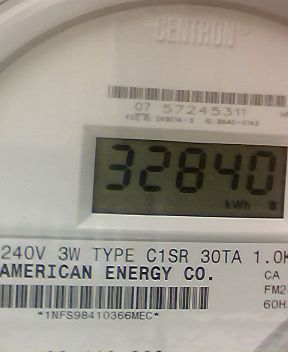 CENTRON
07 57245311
32840
kWh
240V 3W TYPE C1SR 30TA 1.0K
AMERICAN ENERGY CO.
CA
FM2
60H
*1NFS98410366MEC*